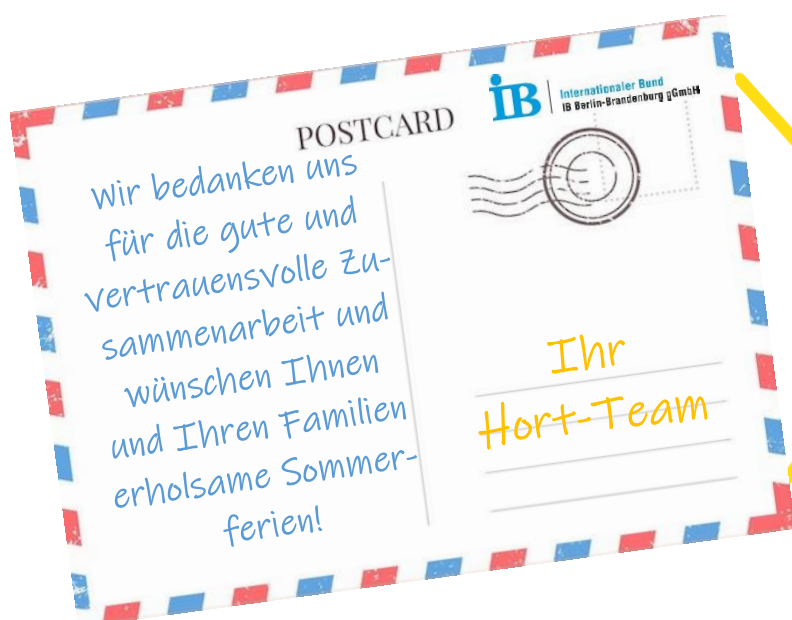 POSTCARD
iB
Internationaler Bund
IB Berlin-Brandenburg gGmbH
Wir bedanken uns
für die gute und
vertrauensvolle Zu-
sammenarbeit und
wünschen Ihnen
und Ihren Familien
erholsame Sommer-
ferien!
Ihr
Hort-Team